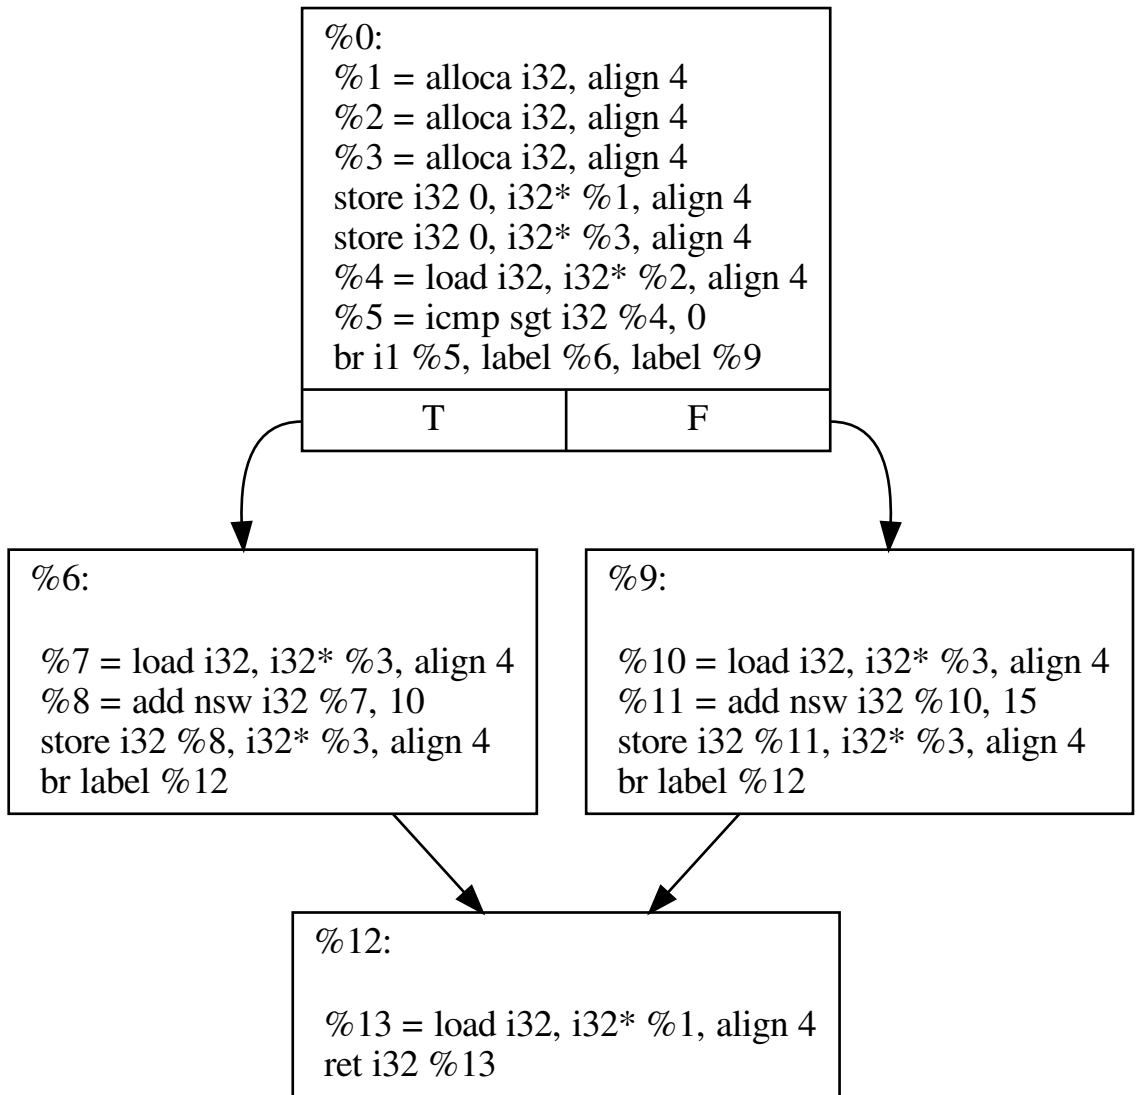 %0:
%1 = alloca i32, align 4
%2 = alloca i32, align 4
%3 = alloca i32, align 4
store i32 0, i32* %1, align 4
store i32 0, i32* %3, align 4
%4 = load i32, i32* %2, align 4
%5 = icmp sgt i32 %4, 0
br i1 %5, label %6, label %9
T
F
%6:
%7 = load i32, i32* %3, align 4
%8 = add nsw i32 %7, 10
store i32 %8, i32* %3, align 4
br label %12
%9:
%10 = load i32, i32* %3, align 4
%11 = add nsw i32 %10, 15
store i32 %11, i32* %3, align 4
br label %12
%12:
%13 = load i32, i32* %1, align 4
ret i32 %13